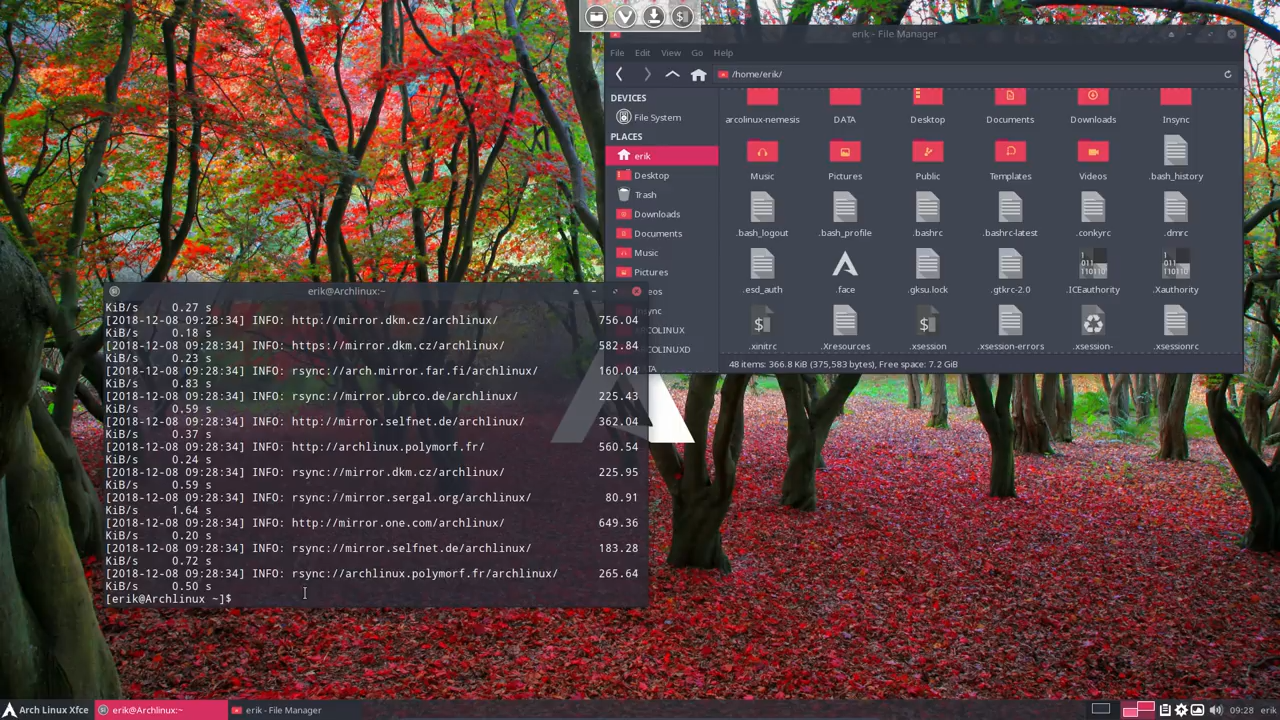 erik - File Manager
File Edit View Go Help
/home/erik/
DEVICES
File System
PLACES
erik
Desktop
Trash
Downloads
Documents
Music
Pictures
eos
sync
RCOLINUX
COLINUXD
TA
arcolinux-nemesis DATA Desktop Documents Downloads Insync
Music Pictures Public Templates Videos .bash_history
.bash_logout .bash_profile .bashrc .bashrc-latest .conkyrc .dmrc
.esd_auth .face .gksu.lock .gtkrc-2.0 .ICEauthority .Xauthority
.xinitrc .Xresources .xsession .xsession-errors .xsession- .xsessionrc
48 items: 366.8 KiB (375,583 bytes), Free space: 7.2 GiB
erik@Archlinux:~
KiB/s 0.27 s
[2018-12-08 09:28:34] INFO: http://mirror.dkm.cz/archlinux/ 756.04
KiB/s 0.18 s
[2018-12-08 09:28:34] INFO: https://mirror.dkm.cz/archlinux/ 582.84
KiB/s 0.23 s
[2018-12-08 09:28:34] INFO: rsync://arch.mirror.far.fi/archlinux/ 160.04
KiB/s 0.83 s
[2018-12-08 09:28:34] INFO: rsync://mirror.ubrco.de/archlinux/ 225.43
KiB/s 0.59 s
[2018-12-08 09:28:34] INFO: https://mirror.selfnet.de/archlinux/ 362.04
KiB/s 0.37 s
[2018-12-08 09:28:34] INFO: http://archlinux.polymorf.fr/ 560.54
KiB/s 0.24 s
[2018-12-08 09:28:34] INFO: rsync://mirror.dkm.cz/archlinux/ 225.95
KiB/s 0.59 s
[2018-12-08 09:28:34] INFO: rsync://mirror.sergal.org/archlinux/ 80.91
KiB/s 1.64 s
[2018-12-08 09:28:34] INFO: http://mirror.one.com/archlinux/ 649.36
KiB/s 0.20 s
[2018-12-08 09:28:34] INFO: rsync://mirror.selfnet.de/archlinux/ 183.28
KiB/s 0.72 s
[2018-12-08 09:28:34] INFO: rsync://archlinux.polymorf.fr/archlinux/ 265.64
KiB/s 0.50 s
[erik@Archlinux ~]$
Arch Linux Xfce erik@Archlinux:~ erik - File Manager 09:28 erik